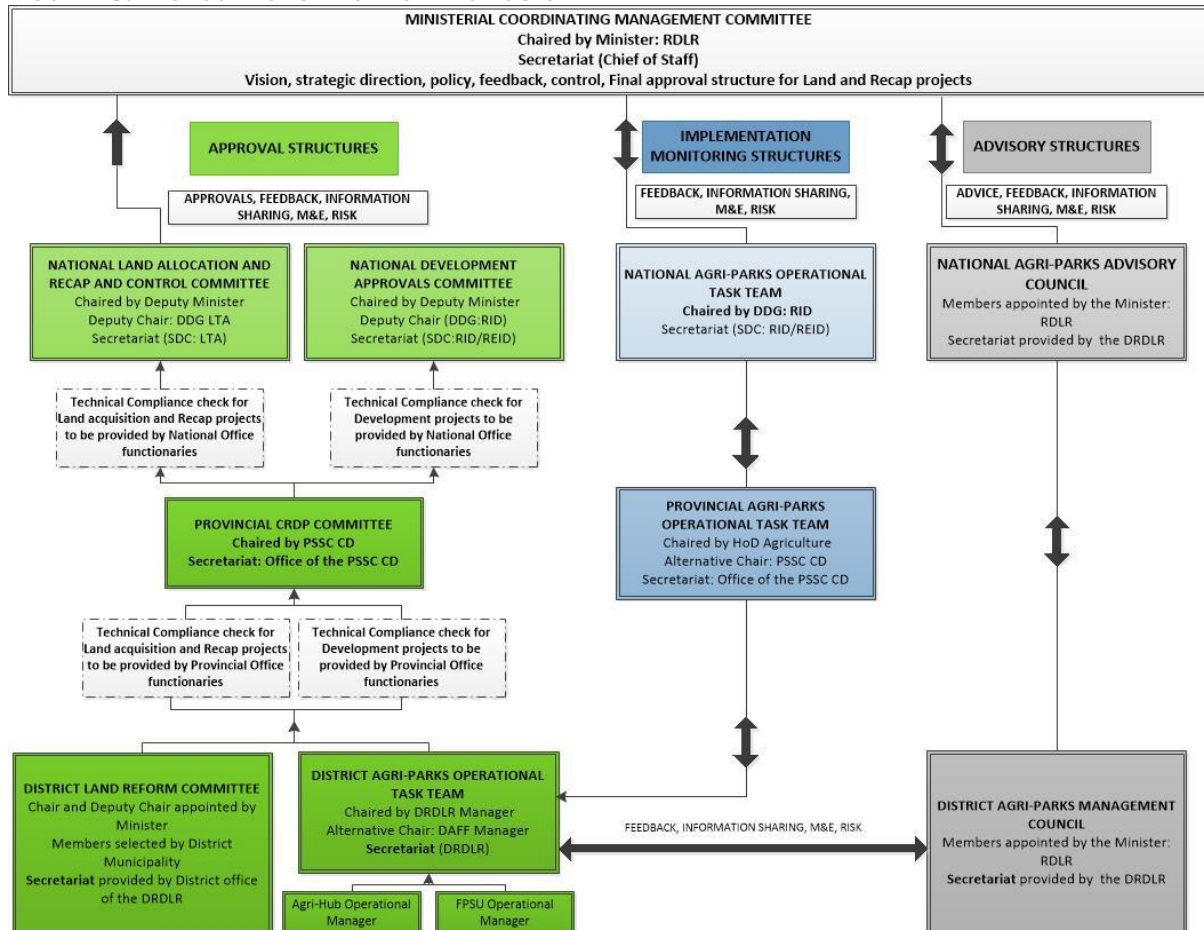 MINISTERIAL COORDINATING MANAGEMENT COMMITTEE
Chaired by Minister: RDLR
Secretariat (Chief of Staff)
Vision, strategic direction, policy, feedback, control, Final approval structure for Land and Recap projects
APPROVAL STRUCTURES
IMPLEMENTATION
MONITORING STRUCTURES
ADVISORY STRUCTURES
APPROVALS, FEEDBACK, INFORMATION
SHARING, M&E, RISK
FEEDBACK, INFORMATION SHARING,
M&E, RISK
ADVICE, FEEDBACK, INFORMATION
SHARING, M&E, RISK
NATIONAL LAND ALLOCATION AND
RECAP AND CONTROL COMMITTEE
Chaired by Deputy Minister
Deputy Chair: DDG LTA
Secretariat (SDC: LTA)
NATIONAL DEVELOPMENT
APPROVALS COMMITTEE
Chaired by Deputy Minister
Deputy Chair (DDG:RID)
Secretariat (SDC:RID/REID)
NATIONAL AGRI-PARKS OPERATIONAL
TASK TEAM
Chaired by DDG: RID
Secretariat (SDC: RID/REID)
NATIONAL AGRI-PARKS ADVISORY
COUNCIL
Members appointed by the Minister:
RDLR
Secretariat provided by the DRDLR
Technical Compliance check for
Land acquisition and Recap projects
to be provided by National Office
functionaries
Technical Compliance check for
Development projects to be
provided by National Office
functionaries
PROVINCIAL CRDP COMMITTEE
Chaired by PSSC CD
Secretariat: Office of the PSSC CD
PROVINCIAL AGRI-PARKS
OPERATIONAL TASK TEAM
Chaired by HoD Agriculture
Alternative Chair: PSSC CD
Secretariat: Office of the PSSC CD
Technical Compliance check for
Land acquisition and Recap projects
to be provided by Provincial Office
functionaries
Technical Compliance check for
Development projects to be
provided by Provincial Office
functionaries
DISTRICT LAND REFORM COMMITTEE
Chair and Deputy Chair appointed by
Minister
Members selected by District
Municipality
Secretariat provided by District office
of the DRDLR
DISTRICT AGRI-PARKS OPERATIONAL
TASK TEAM
Chaired by DRDLR Manager
Alternative Chair: DAFF Manager
Secretariat (DRDLR)
FEEDBACK, INFORMATION SHARING, M&E, RISK
DISTRICT AGRI-PARKS MANAGEMENT
COUNCIL
Members appointed by the Minister:
RDLR
Secretariat provided by the DRDLR
Agri-Hub Operational
Manager
FPSU Operational
Manager